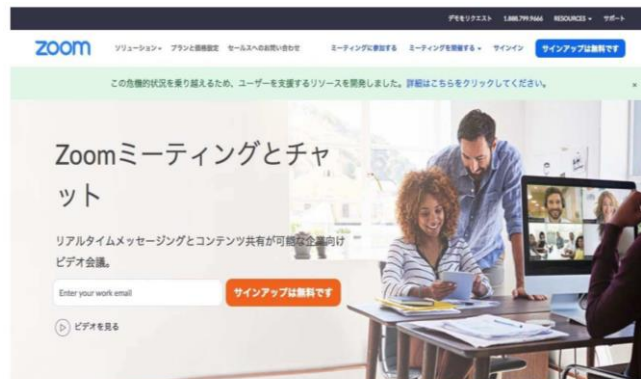 デモをリクエスト 1.888.799.9666 RESOURCES サポート
zoom ソリューション プランと価格設定 セールスへのお問い合わせ ミーティングに参加する ミーティングを開催する サインイン サインアップは無料です
この危機的状況を乗り越えるため、ユーザーを支援するリソースを開発しました。詳細はこちらをクリックしてください。
Zoomミーティングとチャ
ット
リアルタイムメッセージングとコンテンツ共有が可能な企業向け
ビデオ会議。
Enter your work email サインアップは無料です
ビデオを見る